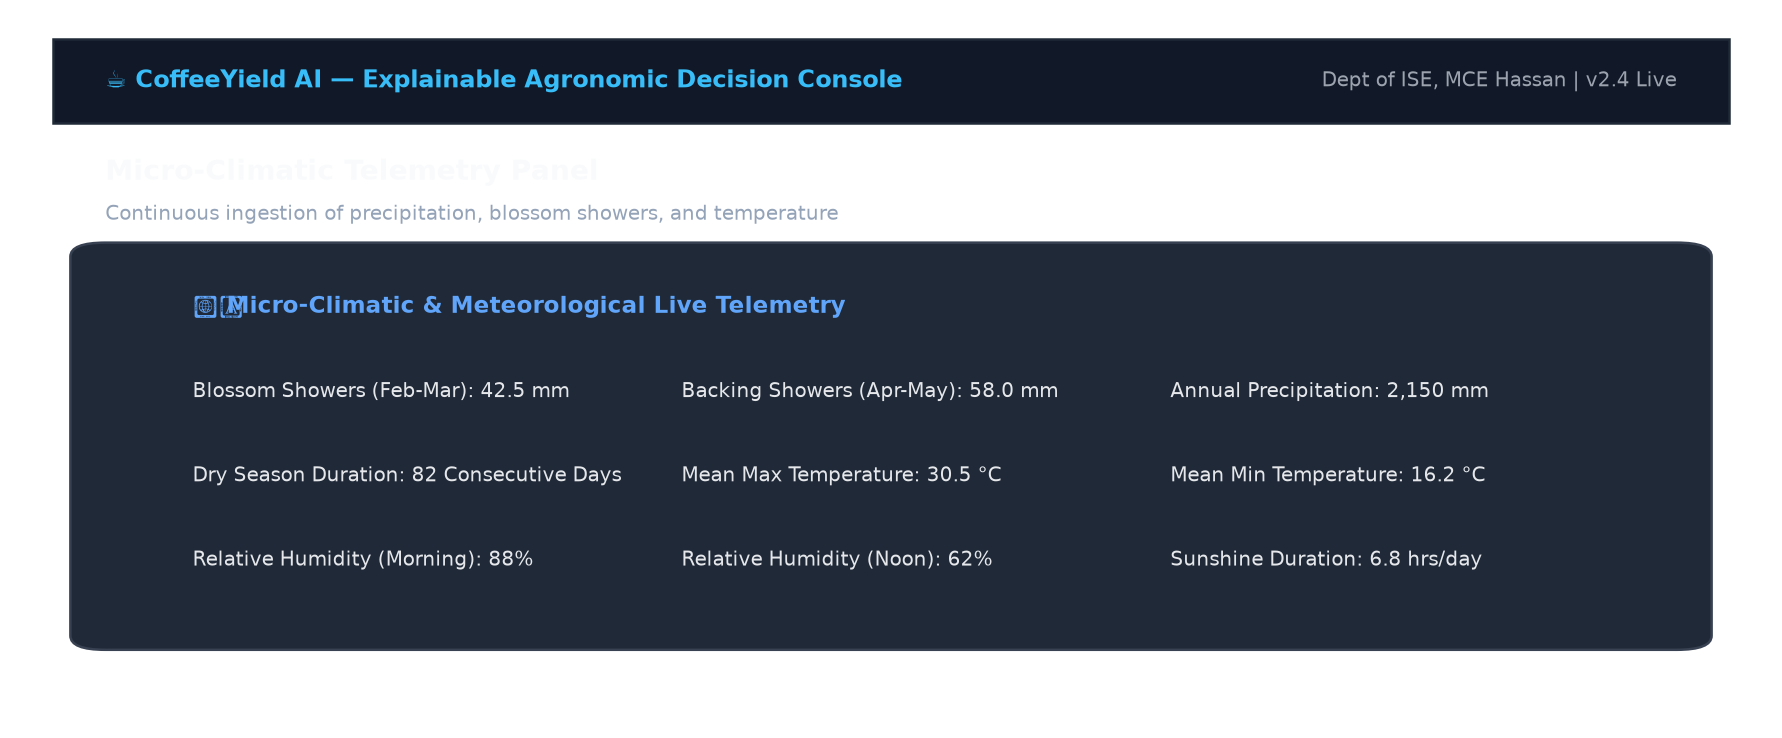 ☕ CoffeeYield AI — Explainable Agronomic Decision Console
Dept of ISE, MCE Hassan | v2.4 Live
Micro-Climatic Telemetry Panel
Continuous ingestion of precipitation, blossom showers, and temperature
Micro-Climatic & Meteorological Live Telemetry
Blossom Showers (Feb-Mar): 42.5 mm
Backing Showers (Apr-May): 58.0 mm
Annual Precipitation: 2,150 mm
Dry Season Duration: 82 Consecutive Days
Mean Max Temperature: 30.5 °C
Mean Min Temperature: 16.2 °C
Relative Humidity (Morning): 88%
Relative Humidity (Noon): 62%
Sunshine Duration: 6.8 hrs/day